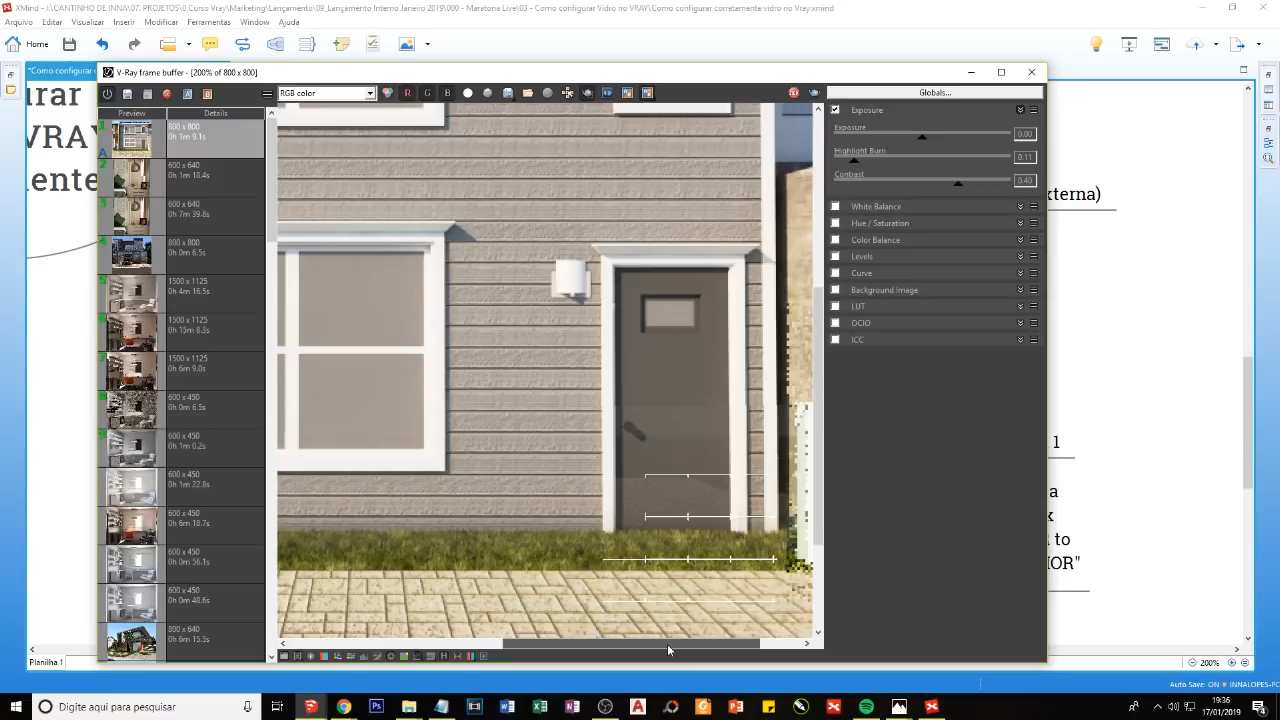 XMind - I:\CANTINHO DE INNA\07. PROJETOS\0.Curso Vray\Marketing\Lançamento\09_Lançamento Interno Janeiro 2019\000 - Maratona Live\03 - Como configurar Vidro no VRAY\Como configurar corretamente vidro no Vray.xmind
Arquivo Editar Visualizar Inserir Modificar Ferramentas Window Ajuda
Home
*Como configurar
V-Ray frame buffer - [200% of 800 x 800]
RGB color
R G B
Globals...
Preview Details
800 x 800
0h 1m 9.1s
600 x 640
0h 1m 18.4s
600 x 640
0h 7m 39.8s
800 x 800
0h 0m 6.5s
1500 x 1125
0h 4m 16.5s
1500 x 1125
0h 15m 8.3s
1500 x 1125
0h 6m 9.0s
600 x 450
0h 0m 6.5s
600 x 450
0h 1m 0.2s
600 x 450
0h 1m 22.8s
600 x 450
0h 6m 18.7s
600 x 450
0h 0m 56.1s
600 x 450
0h 0m 48.6s
800 x 640
0h 6m 15.5s
Exposure
Exposure 0.00
Highlight Burn 0.11
Contrast 0.40
White Balance
Hue / Saturation
Color Balance
Levels
Curve
Background Image
LUT
OCIO
ICC
urar
VRAY
ente
xterna)
1
a
x
to
IOR"
Planilha 1
200%
Auto Save: ON
INNALOPES-PC
Digite aqui para pesquisar
19:36
17/01/2019